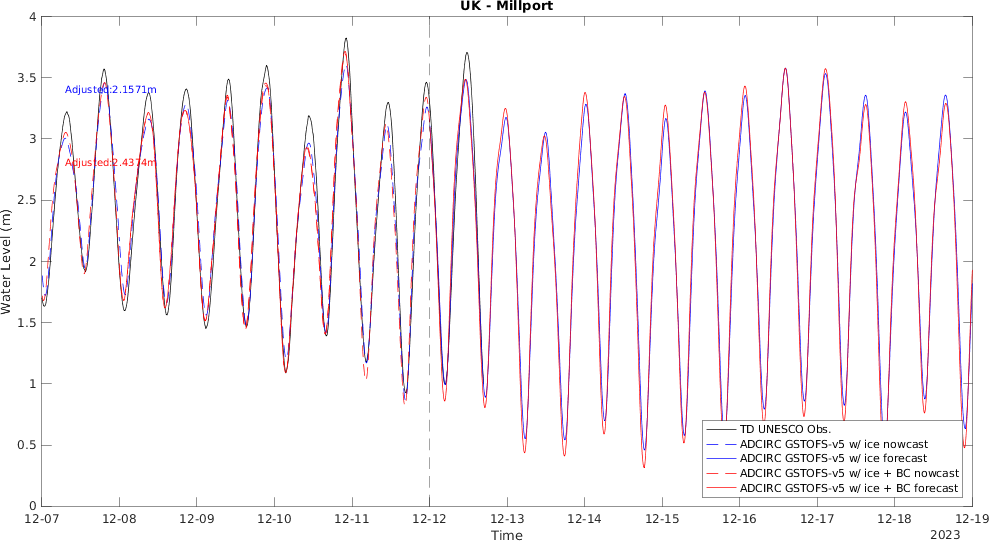 UK - Millport
4
3.5
3
2.5
2
1.5
1
0.5
0
Water Level (m)
Adjusted:2.1571m
Adjusted:2.4374m
TD UNESCO Obs.
ADCIRC GSTOFS-v5 w/ ice nowcast
ADCIRC GSTOFS-v5 w/ ice forecast
ADCIRC GSTOFS-v5 w/ ice + BC nowcast
ADCIRC GSTOFS-v5 w/ ice + BC forecast
12-07 12-08 12-09 12-10 12-11 12-12 12-13 12-14 12-15 12-16 12-17 12-18 12-19
Time
2023